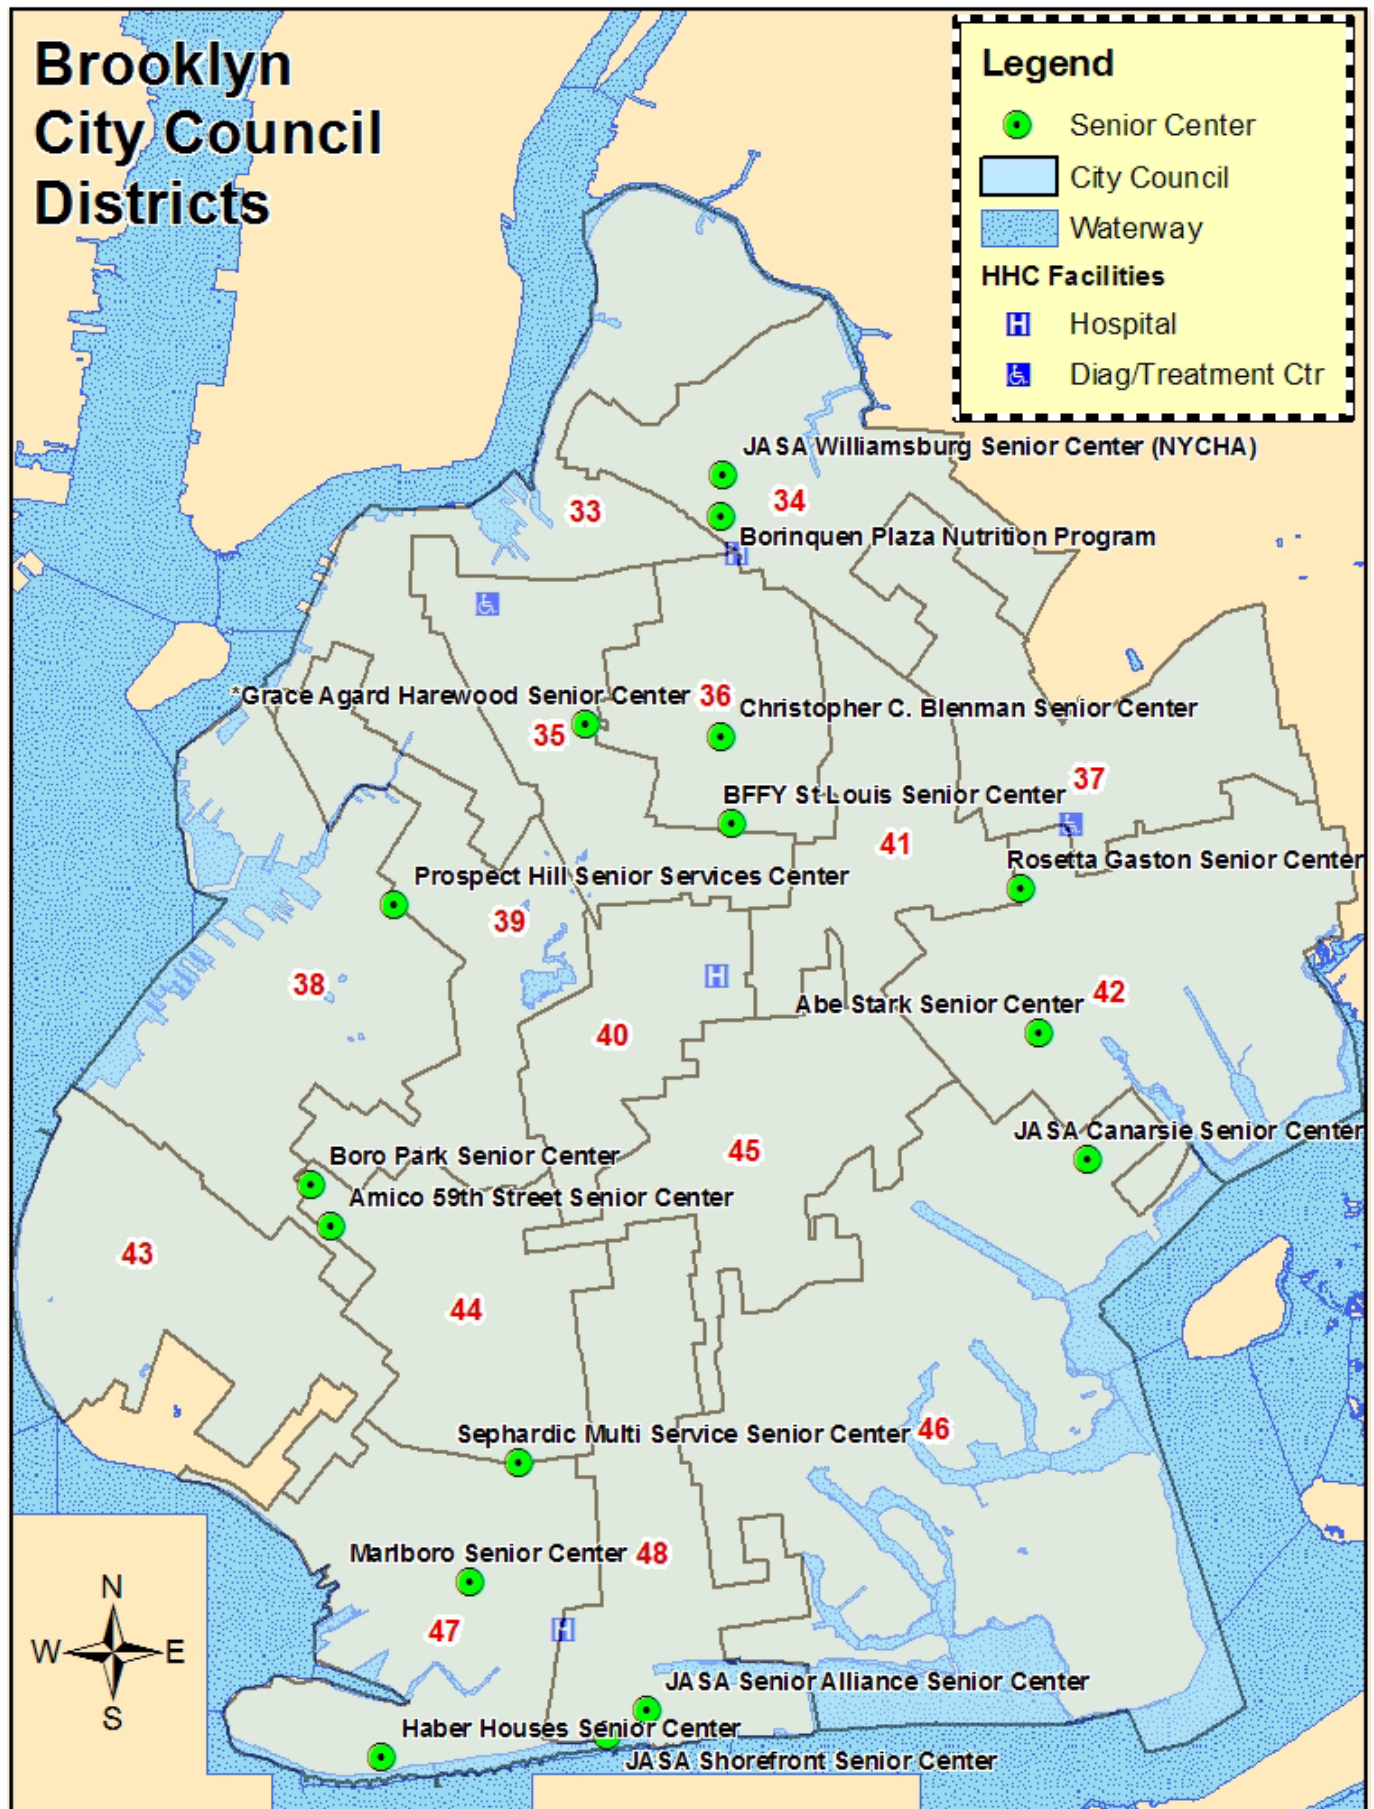 Brooklyn
City Council
Districts
Legend
Senior Center
City Council
Waterway
HHC Facilities
H Hospital
Diag/Treatment Ctr
JASA Williamsburg Senior Center (NYCHA)
33
34
Borinquen Plaza Nutrition Program
H
*Grace Agard Harewood Senior Center
36
Christopher C. Blenman Senior Center
35
37
BFFY St Louis Senior Center
41
Rosetta Gaston Senior Center
Prospect Hill Senior Services Center
39
38
H
42
Abe Stark Senior Center
40
JASA Canarsie Senior Center
45
Boro Park Senior Center
Amico 59th Street Senior Center
43
44
Sephardic Multi Service Senior Center
46
Marlboro Senior Center
48
N
W E
S
47
H
JASA Senior Alliance Senior Center
Haber Houses Senior Center
JASA Shorefront Senior Center